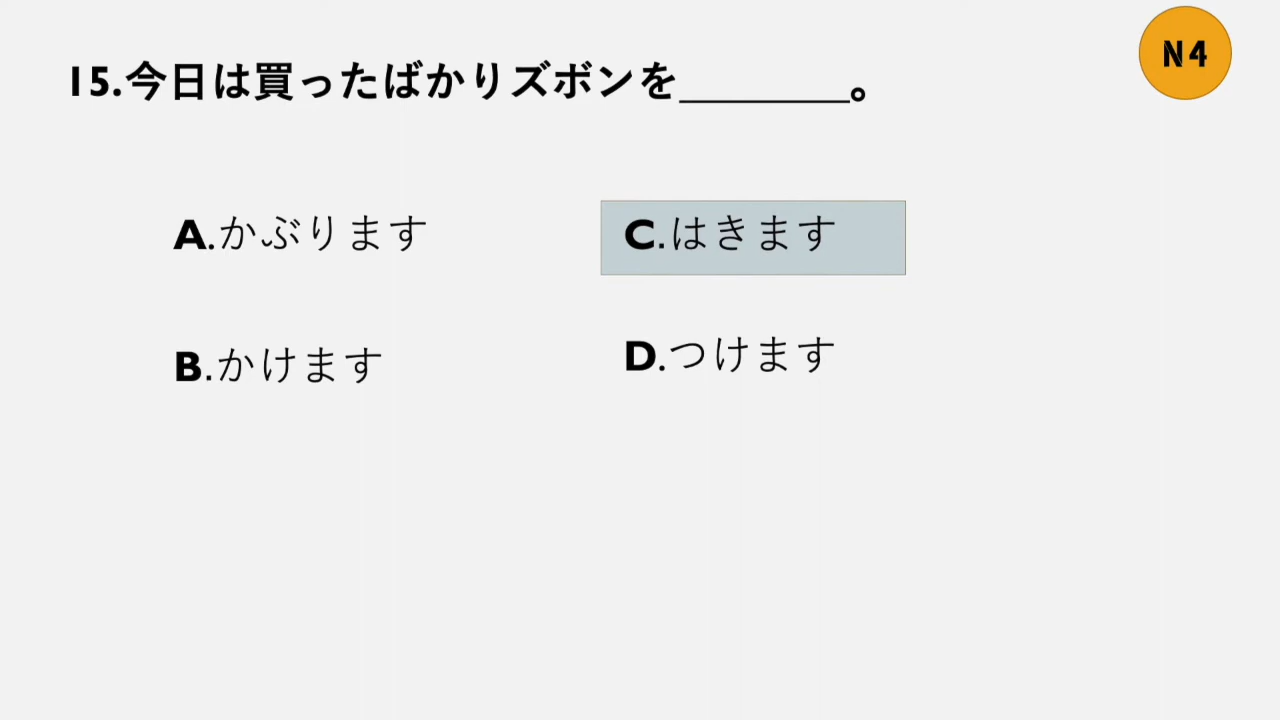 N4
15.今日は買ったばかりズボンを________。
A.かぶります
C.はきます
B.かけます
D.つけます